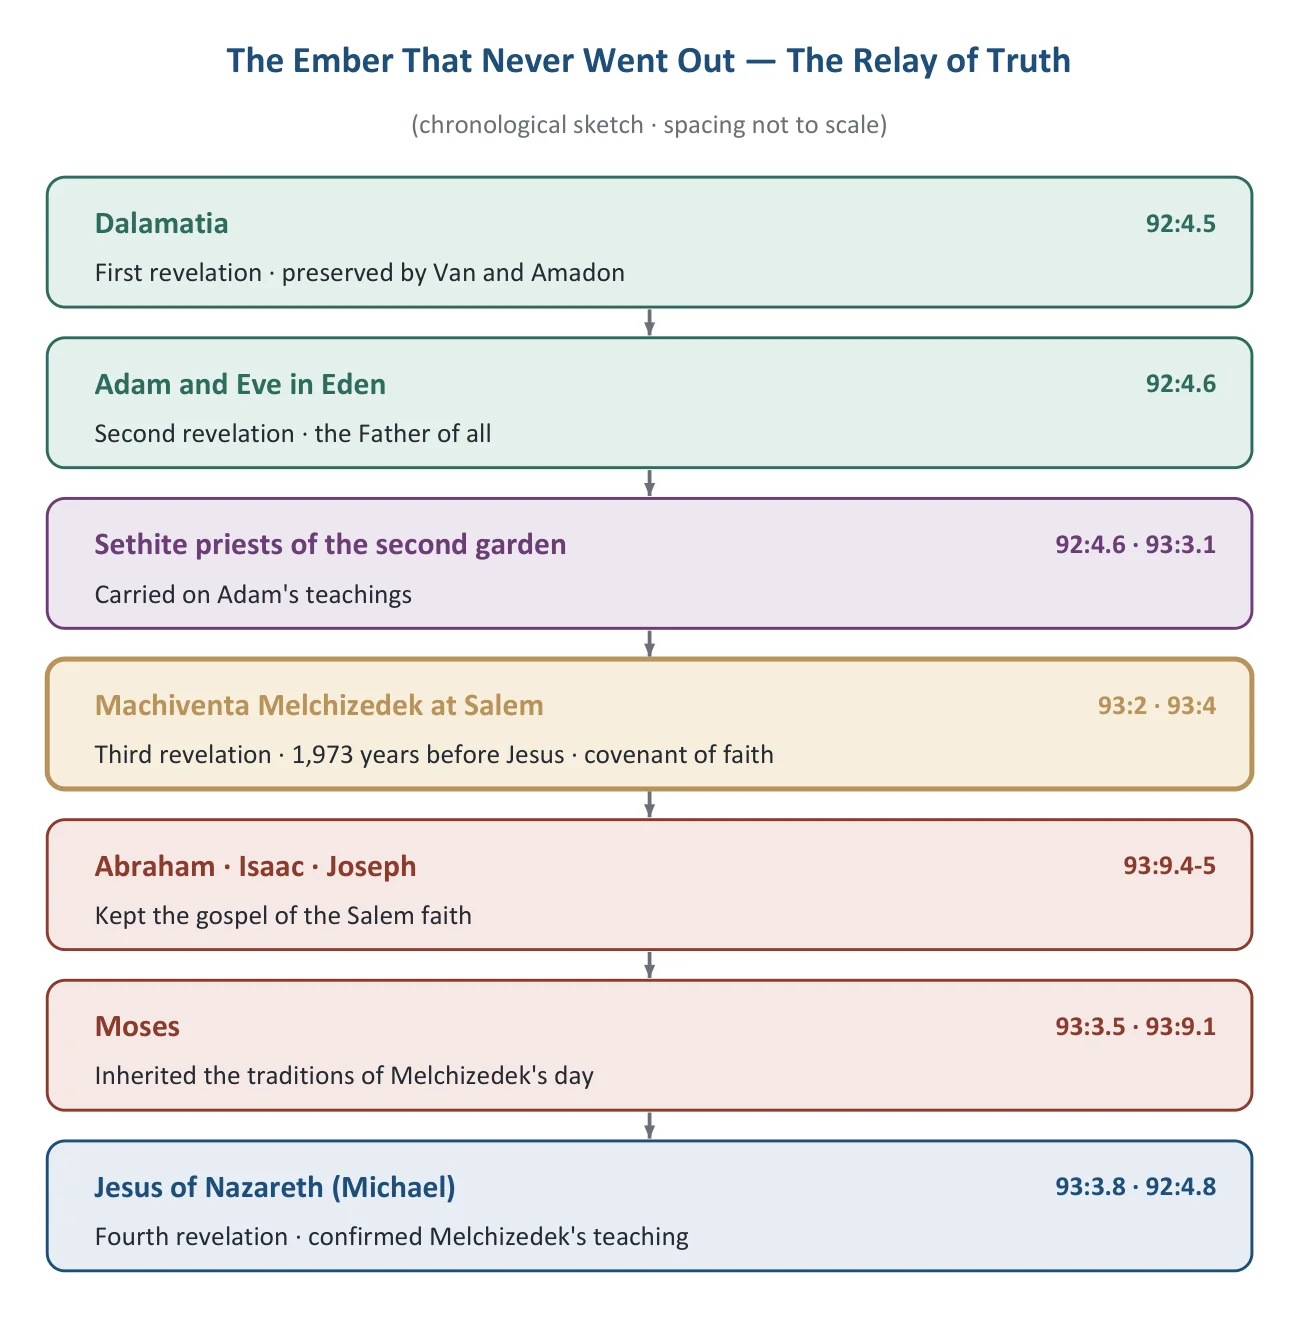 The Ember That Never Went Out — The Relay of Truth
(chronological sketch · spacing not to scale)
Dalamatia 92:4.5
First revelation · preserved by Van and Amadon
Adam and Eve in Eden 92:4.6
Second revelation · the Father of all
Sethite priests of the second garden 92:4.6 · 93:3.1
Carried on Adam's teachings
Machiventa Melchizedek at Salem 93:2 · 93:4
Third revelation · 1,973 years before Jesus · covenant of faith
Abraham · Isaac · Joseph 93:9.4-5
Kept the gospel of the Salem faith
Moses 93:3.5 · 93:9.1
Inherited the traditions of Melchizedek's day
Jesus of Nazareth (Michael) 93:3.8 · 92:4.8
Fourth revelation · confirmed Melchizedek's teaching